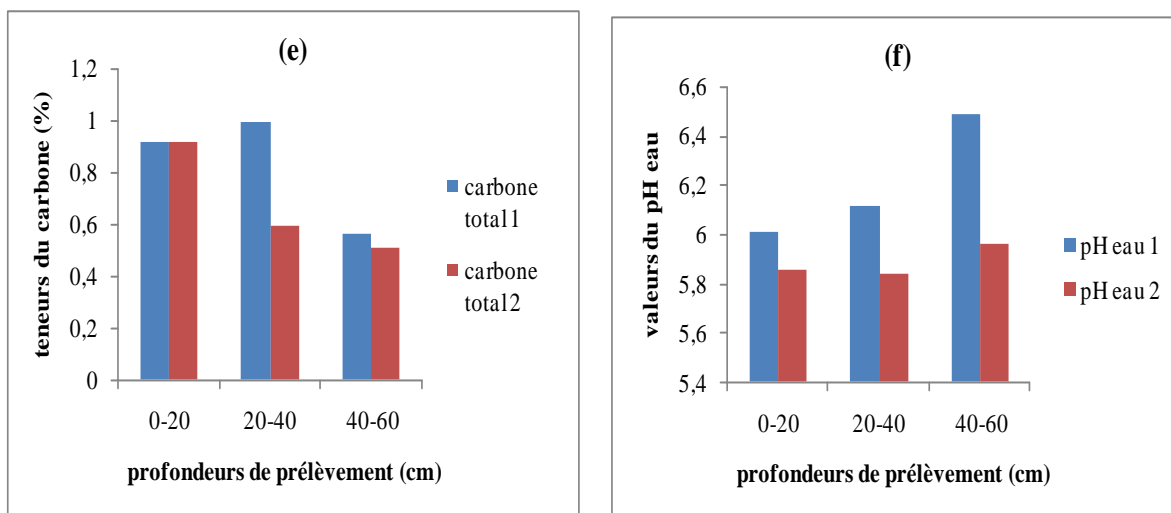 (e)
teneurs du carbone (%)
1,2
1
0,8
0,6
0,4
0,2
0
0-20 20-40 40-60
profondeurs de prélèvement (cm)
carbone
total1
carbone
total2
(f)
valeurs du pH eau
6,6
6,4
6,2
6
5,8
5,6
5,4
0-20 20-40 40-60
profondeurs de prélèvement (cm)
pH eau 1
pH eau 2